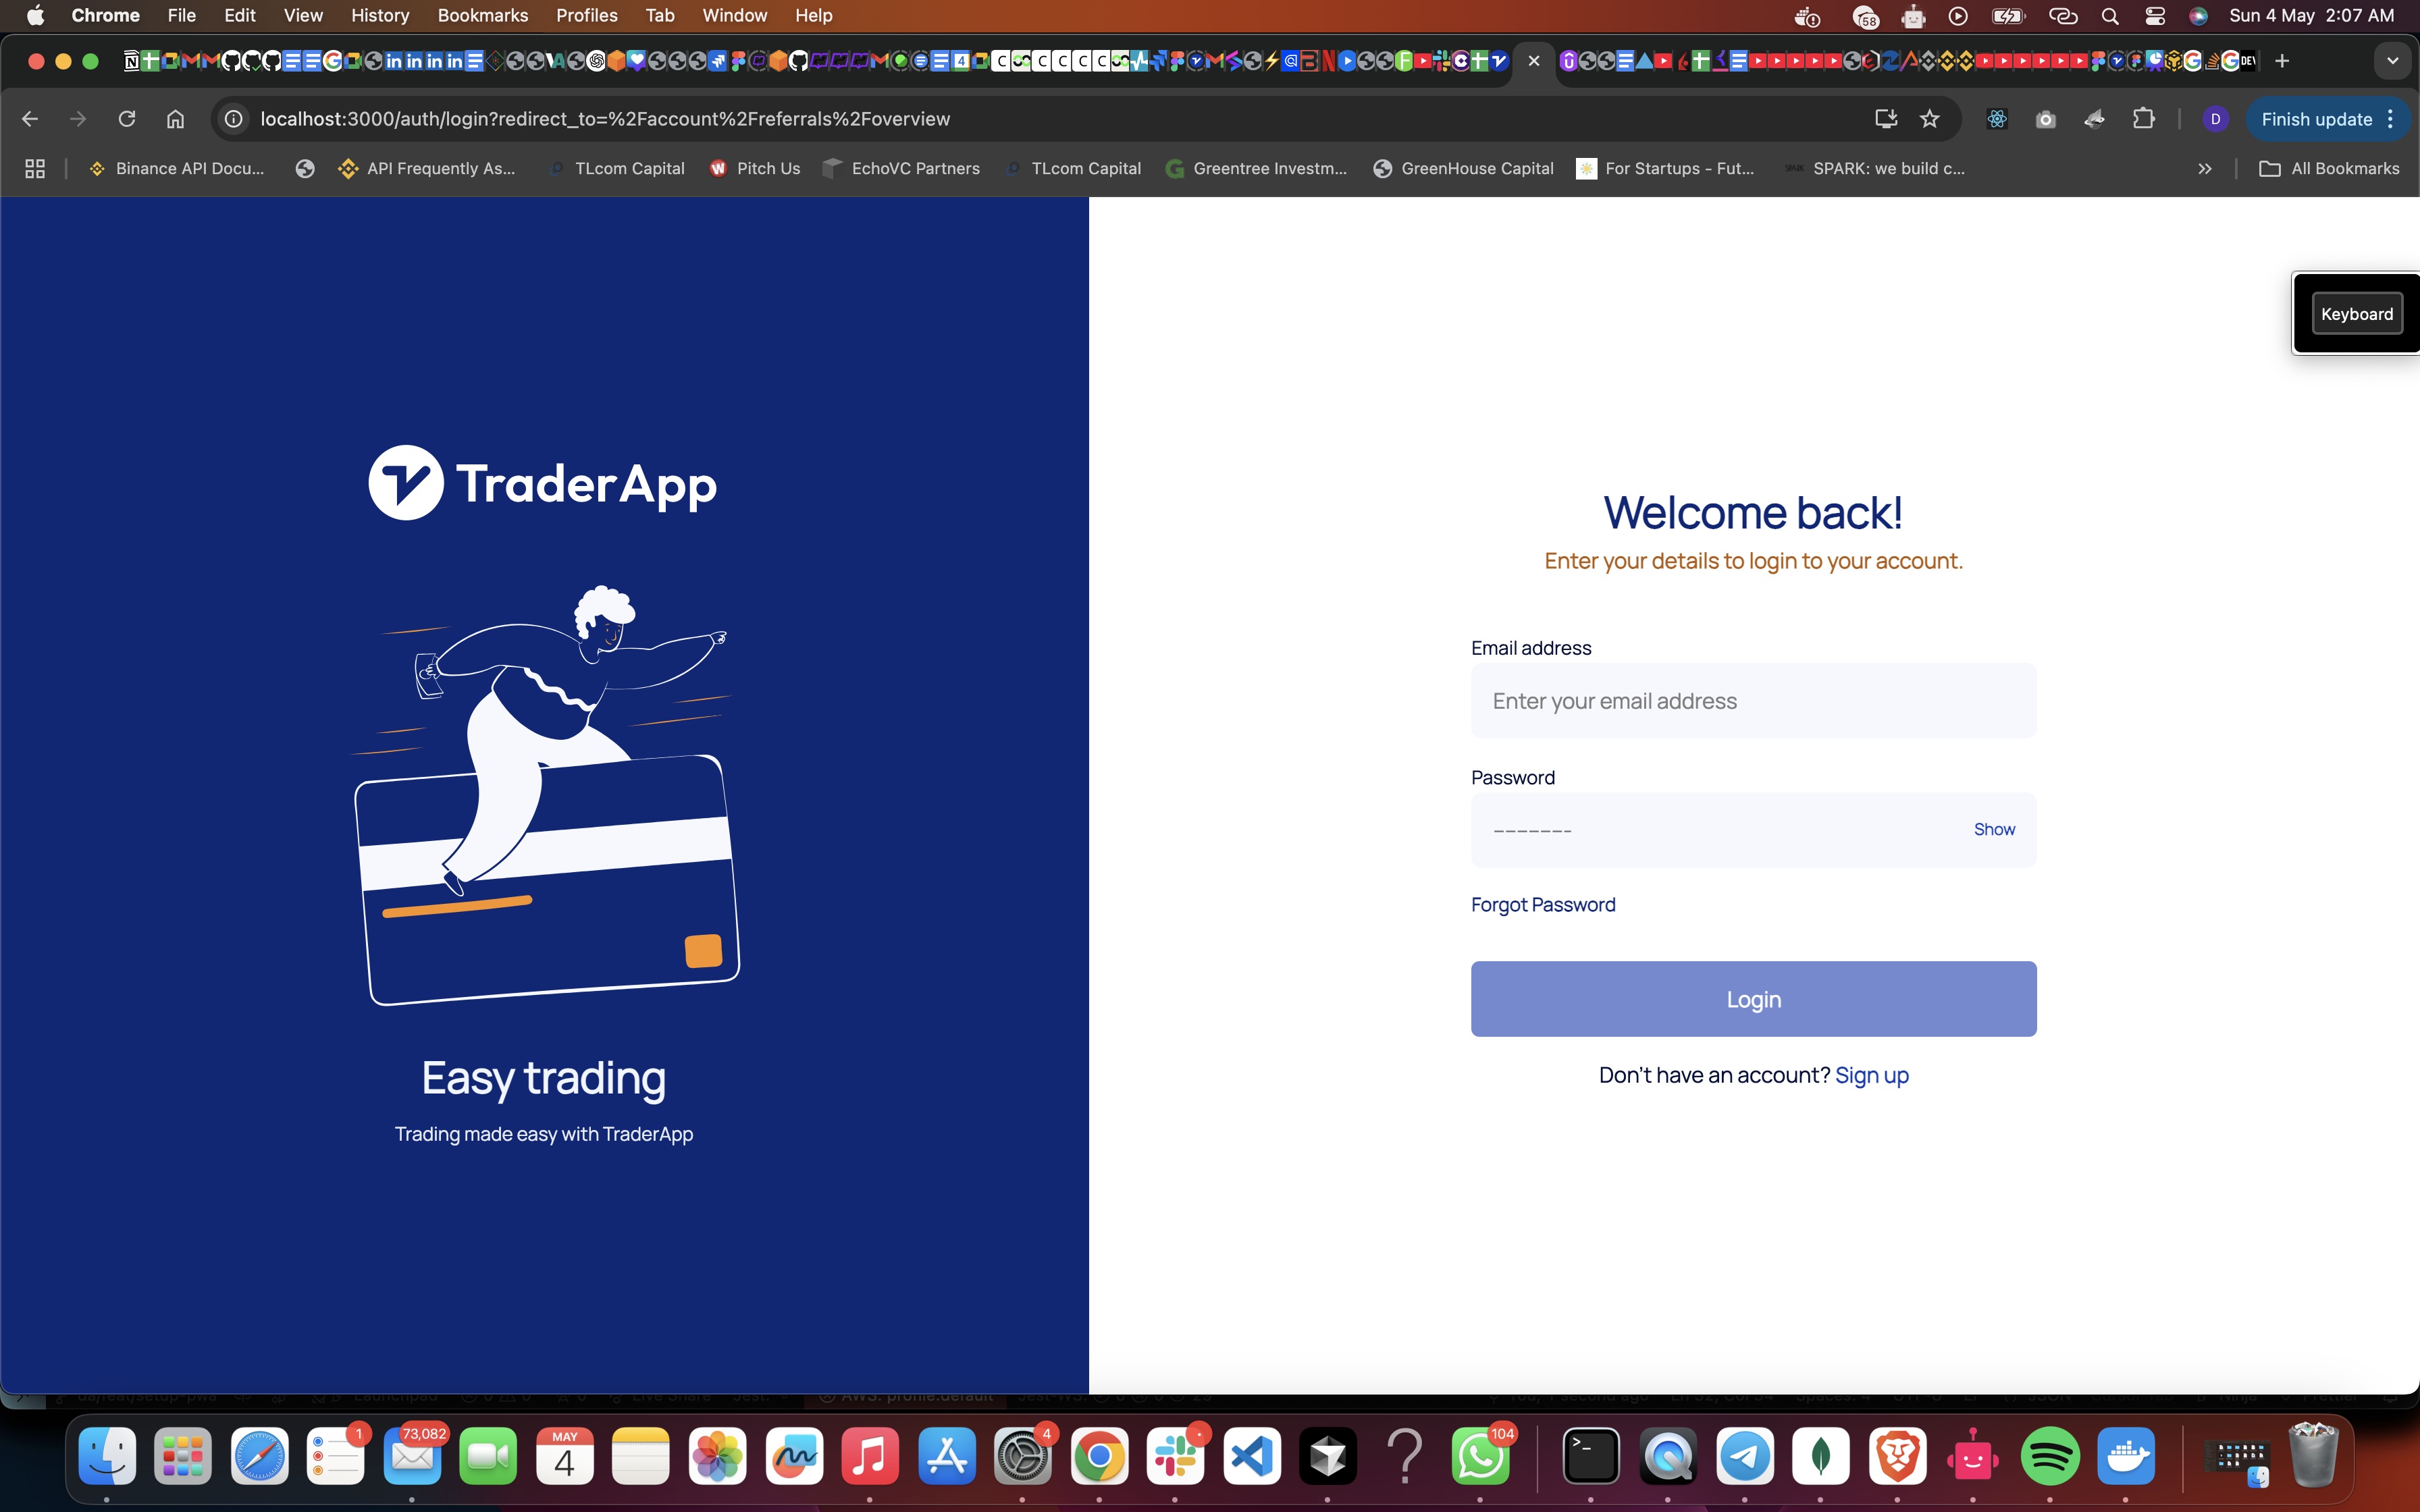 Chrome File Edit View History Bookmarks Profiles Tab Window Help
58
Sun 4 May 2:07 AM
localhost:3000/auth/login?redirect_to=%2Faccount%2Freferrals%2Foverview
D
Finish update
Binance API Docu...
API Frequently As...
TLcom Capital
Pitch Us
EchoVC Partners
TLcom Capital
Greentree Investm...
GreenHouse Capital
For Startups - Fut...
SPARK: we build c...
All Bookmarks
Keyboard
TraderApp
Easy trading
Trading made easy with TraderApp
Welcome back!
Enter your details to login to your account.
Email address
Enter your email address
Password
-------
Show
Forgot Password
Login
Don't have an account? Sign up
1
73,082
MAY
4
4
104